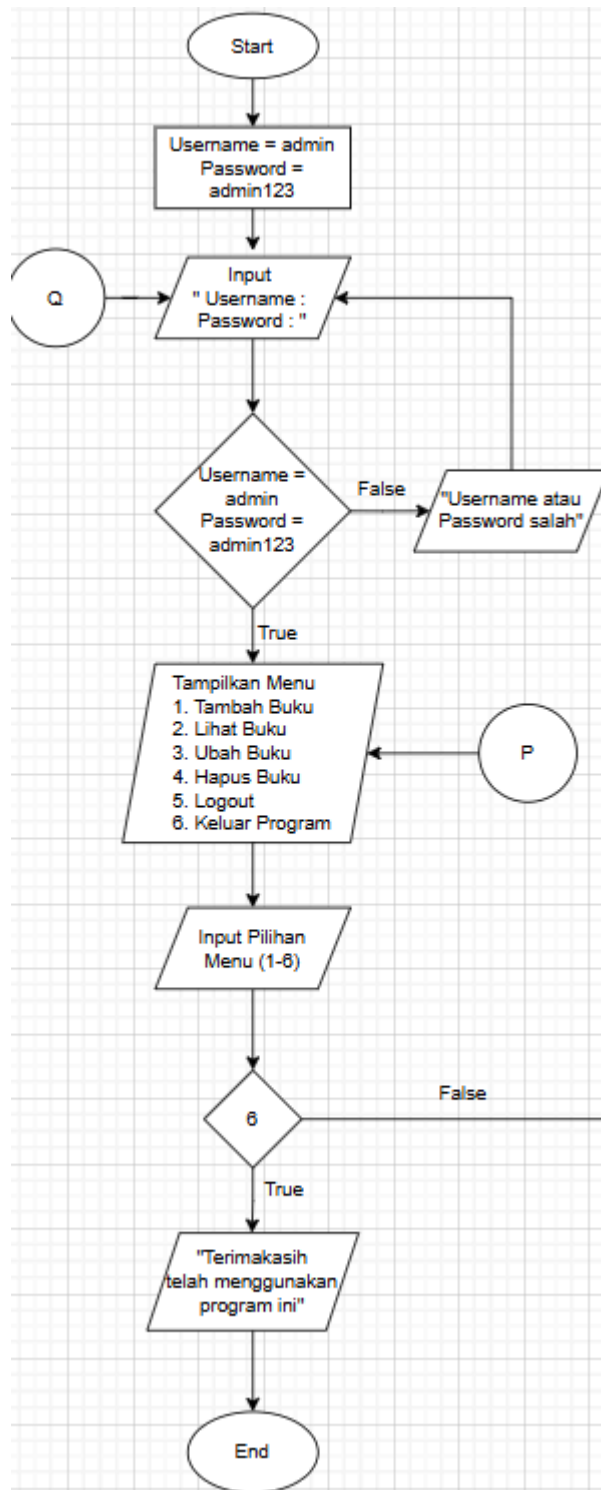 Start
Username = admin
Password =
admin123
Q
Input
" Username :
Password : "
Username =
admin
Password =
admin123
False
"Username atau
Password salah"
True
Tampilkan Menu
1. Tambah Buku
2. Lihat Buku
3. Ubah Buku
4. Hapus Buku
5. Logout
6. Keluar Program
P
Input Pilihan
Menu (1-6)
6
False
True
"Terimakasih
telah menggunakan
program ini"
End